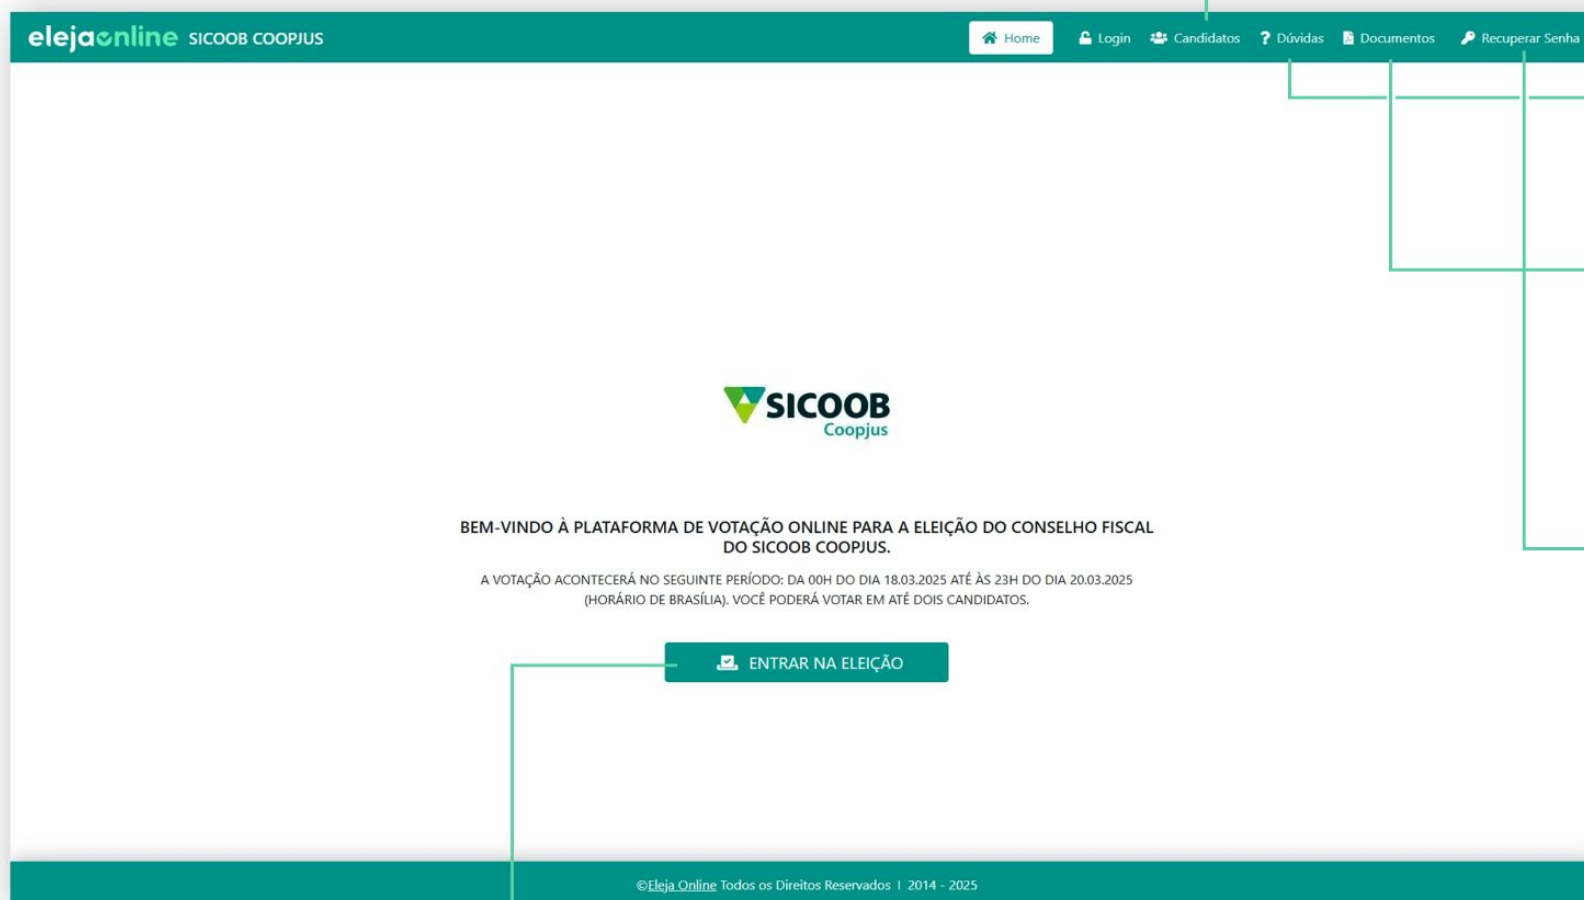 elejaonline SICOOB COOPJUS
Home Login Candidatos ? Dúvidas Documentos Recuperar Senha
SICOOB
Coopjus
BEM-VINDO À PLATAFORMA DE VOTAÇÃO ONLINE PARA A ELEIÇÃO DO CONSELHO FISCAL
DO SICOOB COOPJUS.
A VOTAÇÃO ACONTECERÁ NO SEGUINTE PERÍODO: DA 00H DO DIA 18.03.2025 ATÉ ÀS 23H DO DIA 20.03.2025
(HORÁRIO DE BRASÍLIA). VOCÊ PODERÁ VOTAR EM ATÉ DOIS CANDIDATOS.
ENTRAR NA ELEIÇÃO
©Eleja Online Todos os Direitos Reservados | 2014 - 2025